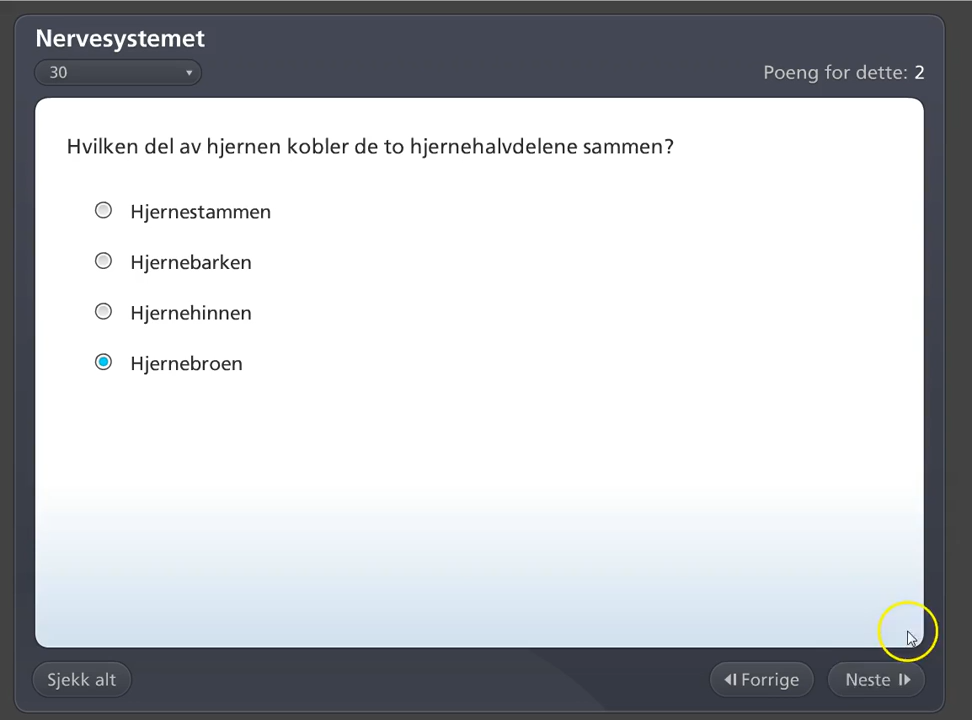 Nervesystemet
30
Poeng for dette: 2
Hvilken del av hjernen kobler de to hjernehalvdelene sammen?
Hjernestammen
Hjernebarken
Hjernehinnen
Hjernebroen
Sjekk alt
Forrige
Neste